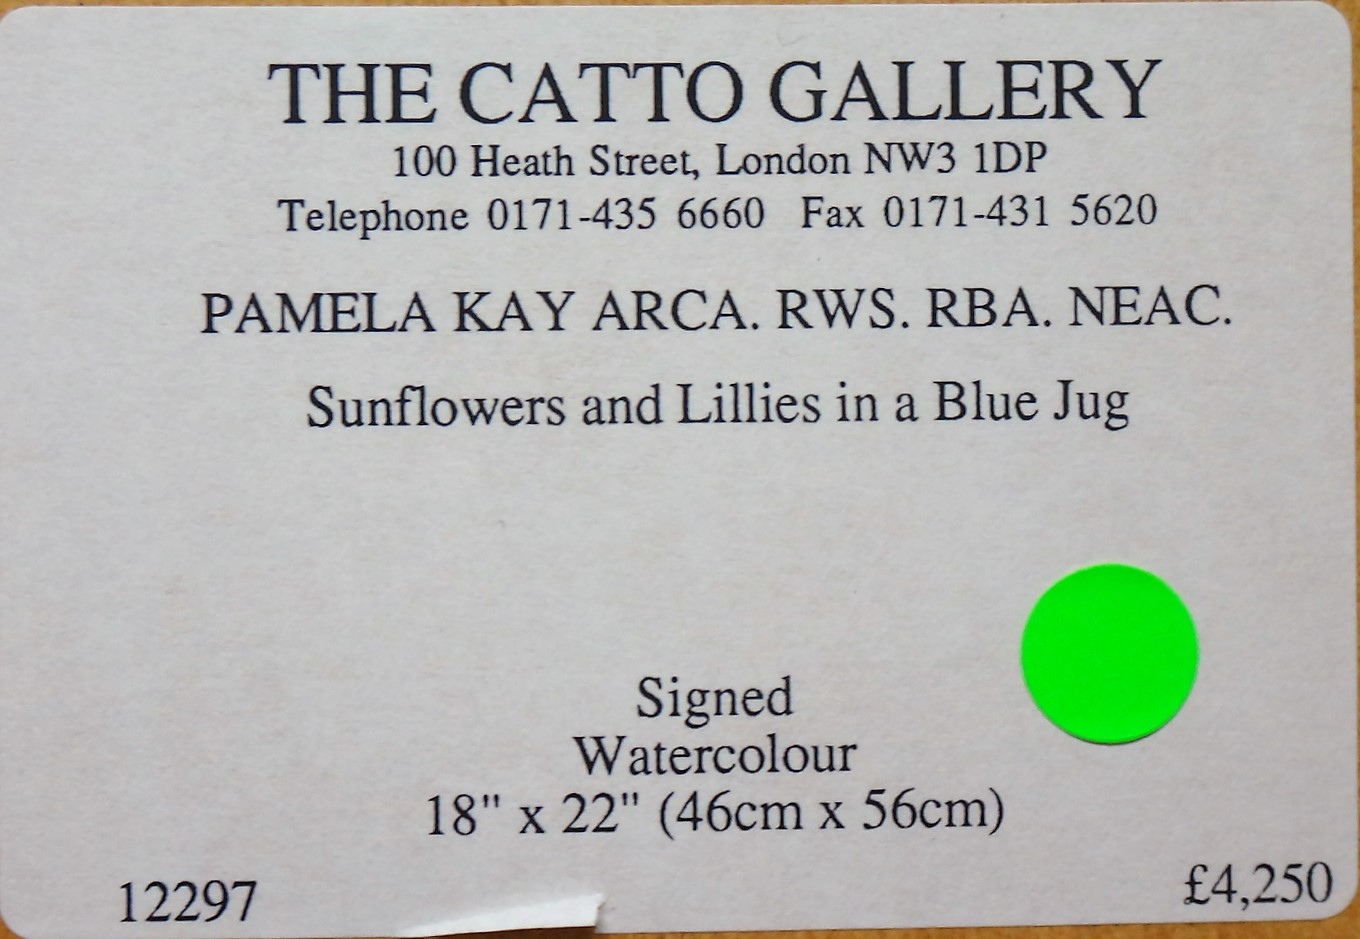 THE CATTO GALLERY
100 Heath Street, London NW3 1DP
Telephone 0171-435 6660 Fax 0171-431 5620
PAMELA KAY ARCA. RWS. RBA. NEAC.
Sunflowers and Lillies in a Blue Jug
Signed
Watercolour
18" x 22" (46cm x 56cm)
12297
£4,250